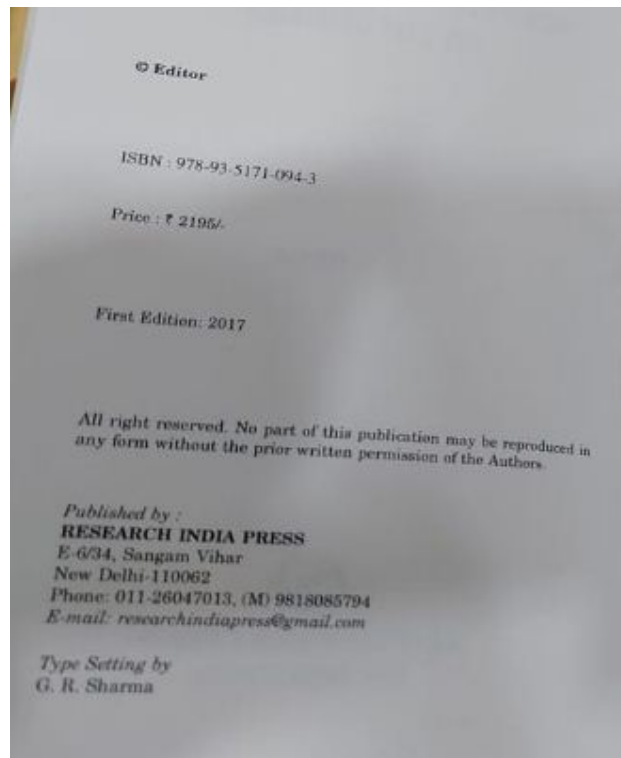 © Editor
ISBN : 978-93-5171-094-3
Price : ₹ 2195/-
First Edition: 2017
All right reserved. No part of this publication may be reproduced in
any form without the prior written permission of the Authors.
Published by :
RESEARCH INDIA PRESS
E-6/34, Sangam Vihar
New Delhi-110062
Phone: 011-26047013, (M) 9818085794
E-mail: researchindiapress@gmail.com
Type Setting by
G. R. Sharma